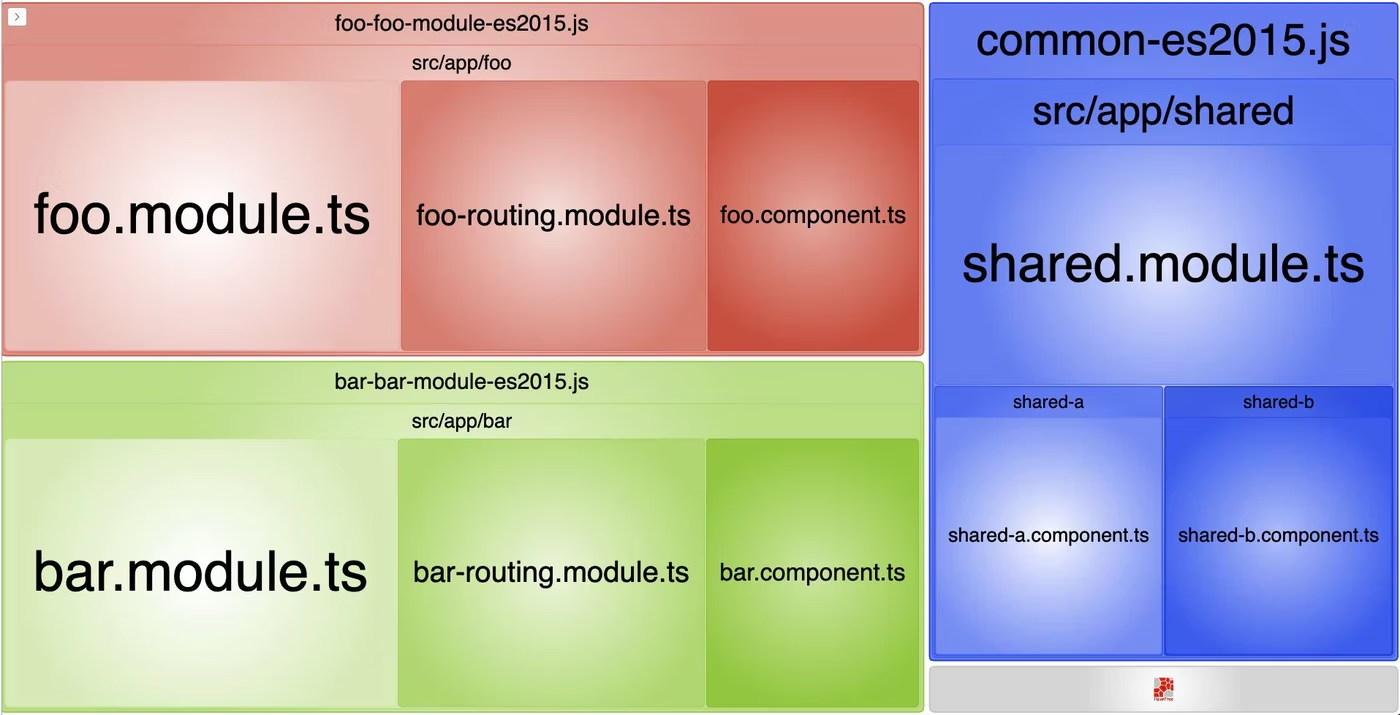 foo-foo-module-es2015.js
src/app/foo
foo.module.ts
foo-routing.module.ts
foo.component.ts
bar-bar-module-es2015.js
src/app/bar
bar.module.ts
bar-routing.module.ts
bar.component.ts
common-es2015.js
src/app/shared
shared.module.ts
shared-a
shared-b
shared-a.component.ts
shared-b.component.ts